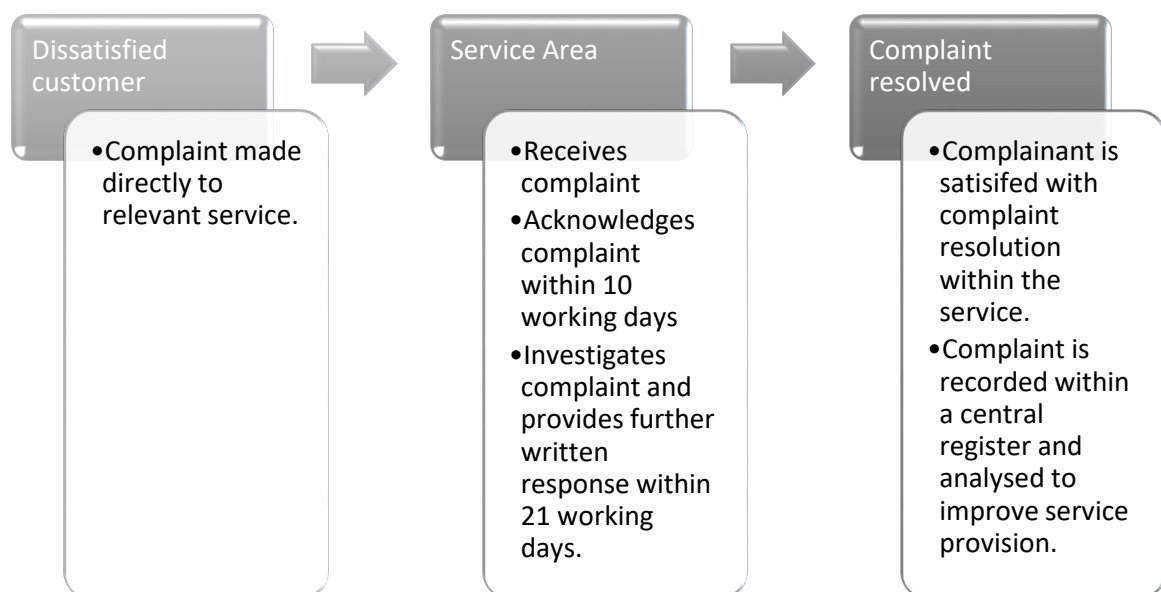 Dissatisfied
customer
•Complaint made
directly to
relevant service.
Service Area
•Receives
complaint
•Acknowledges
complaint
within 10
working days
•Investigates
complaint and
provides further
written
response within
21 working
days.
Complaint
resolved
•Complainant is
satisifed with
complaint
resolution
within the
service.
•Complaint is
recorded within
a central
register and
analysed to
improve service
provision.